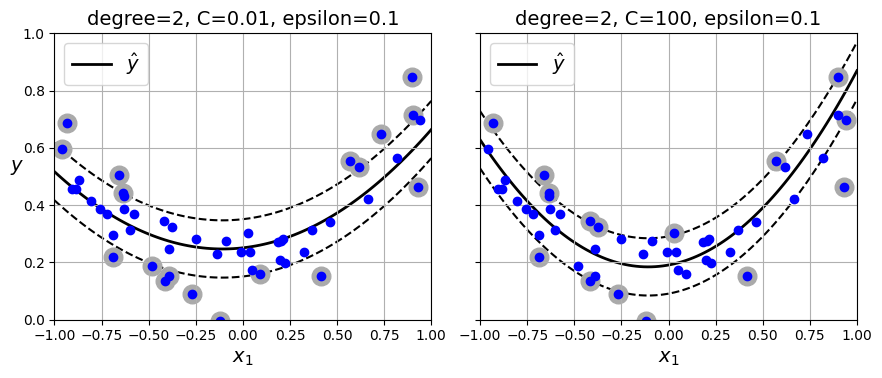 degree=2, C=0.01, epsilon=0.1
degree=2, C=100, epsilon=0.1
ŷ
ŷ
1.0
0.8
0.6
0.4
0.2
0.0
y
−1.00 −0.75 −0.50 −0.25 0.00 0.25 0.50 0.75 1.00
−1.00 −0.75 −0.50 −0.25 0.00 0.25 0.50 0.75 1.00
x₁
x₁